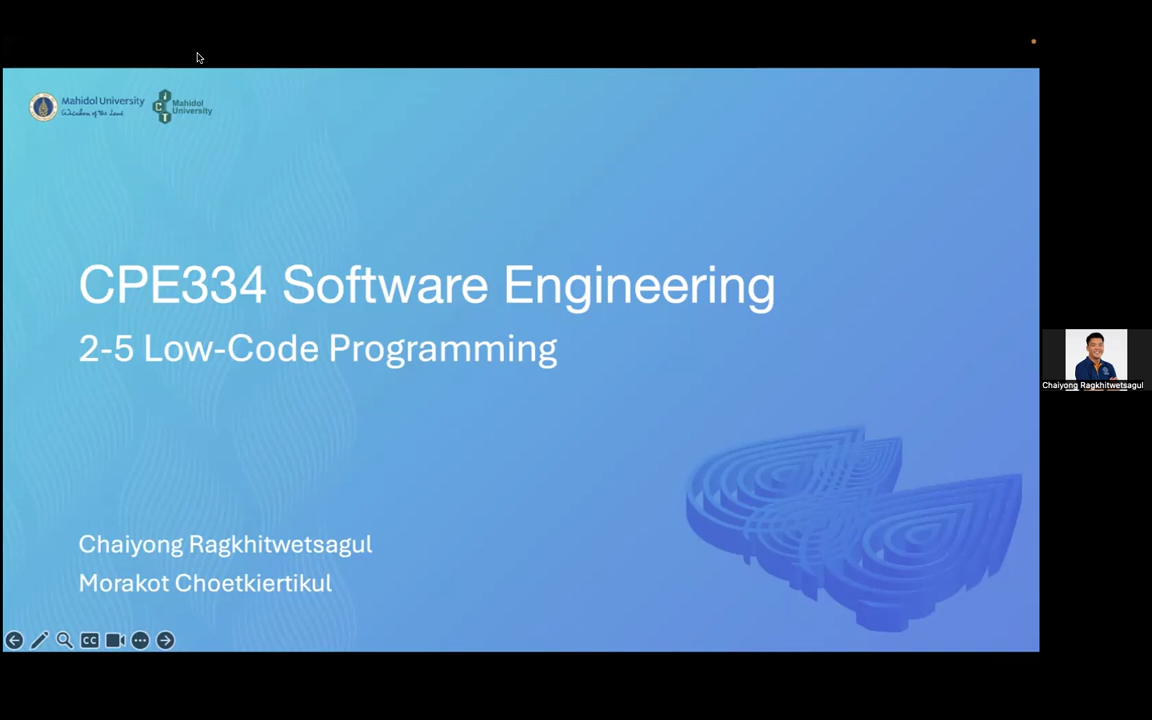 Mahidol University
Wisdom of the Land
Mahidol
University
CPE334 Software Engineering
2-5 Low-Code Programming
Chaiyong Ragkhitwetsagul
Chaiyong Ragkhitwetsagul
Morakot Choetkiertikul
CC